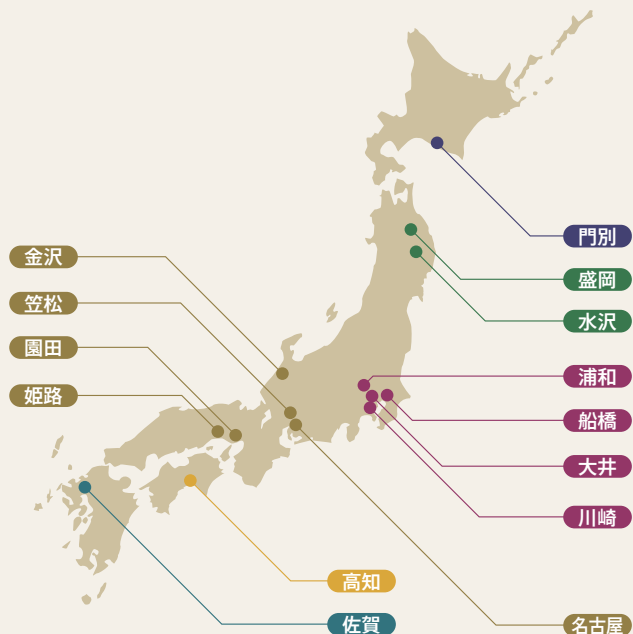 金沢
笠松
園田
姫路
門別
盛岡
水沢
浦和
船橋
大井
川崎
高知
佐賀
名古屋